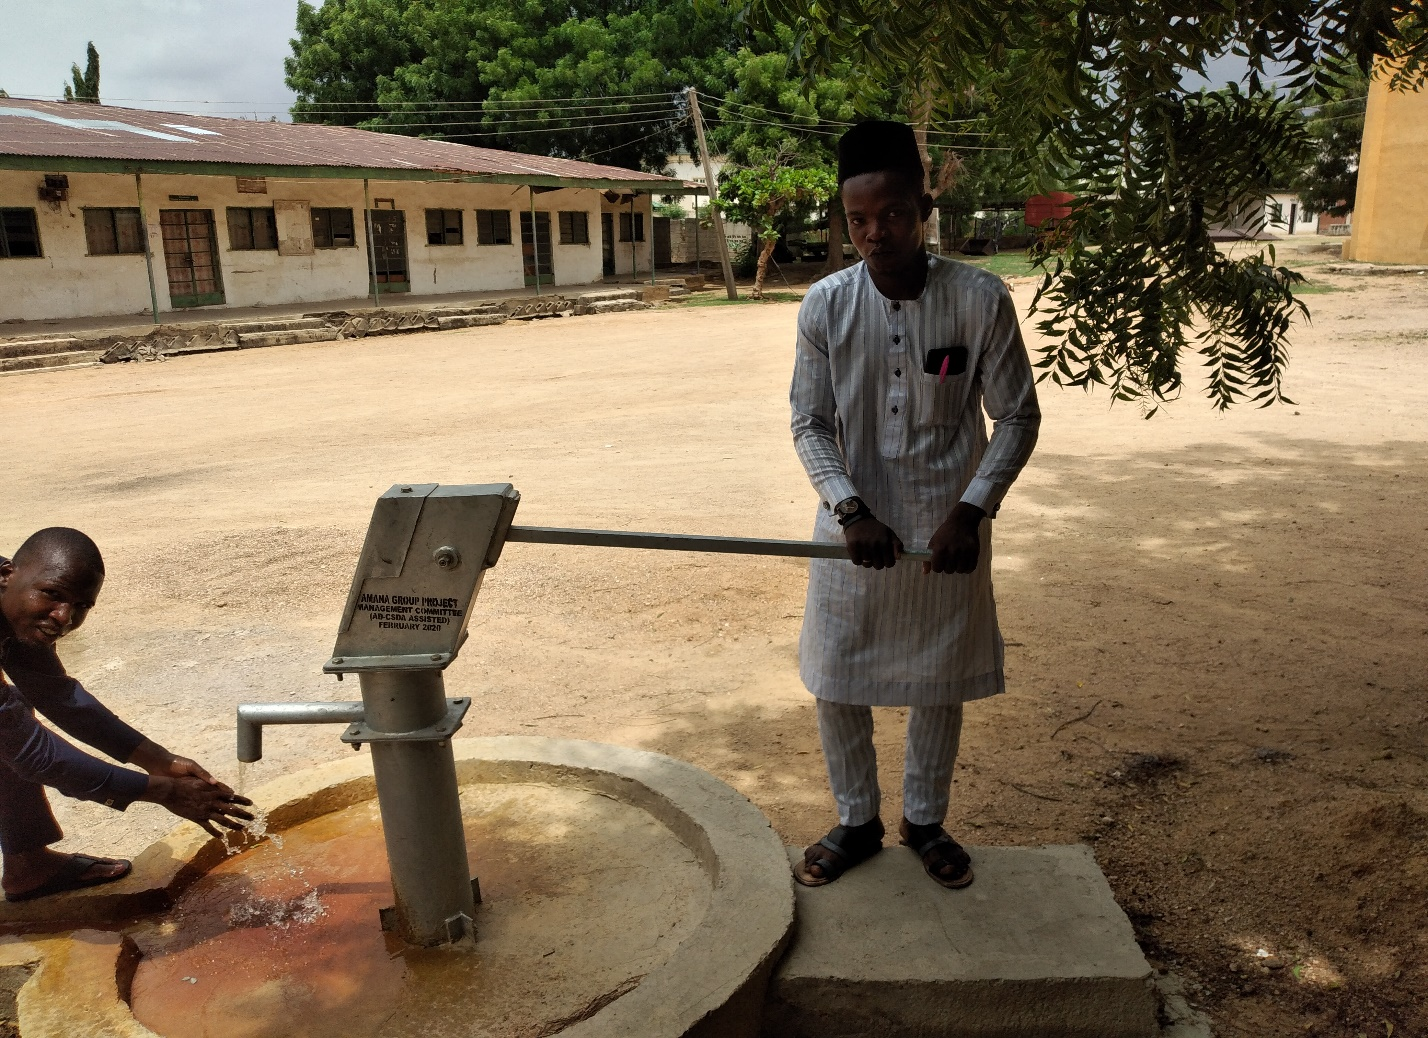 AMANA GROUP PROJECT
MANAGEMENT COMMITTEE
(AD-CSDA ASSISTED)
FEBRUARY 2020